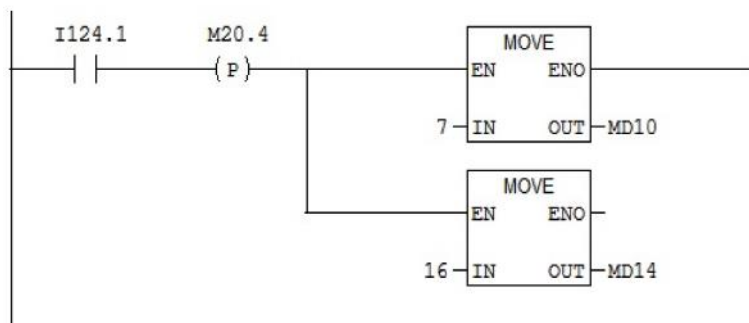 I124.1 M20.4
MOVE
( P ) EN ENO
7 IN OUT MD10
MOVE
EN ENO
16 IN OUT MD14